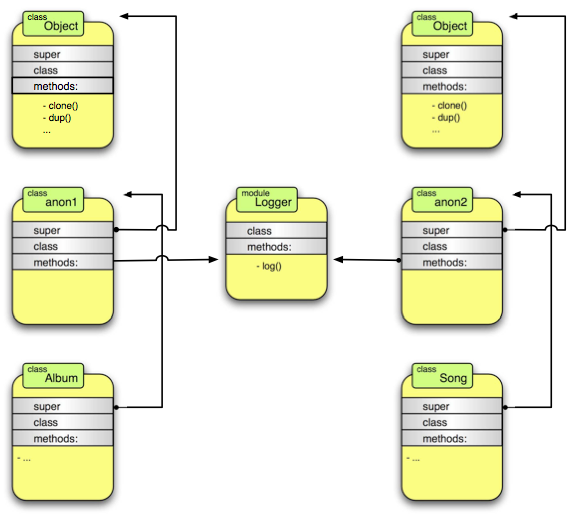 class
Object
super
class
methods:
- clone()
- dup()
...
class
Object
super
class
methods:
- clone()
- dup()
...
class
anon1
super
class
methods:
module
Logger
class
methods:
- log()
class
anon2
super
class
methods:
class
Album
super
class
methods:
- ...
class
Song
super
class
methods:
- ...